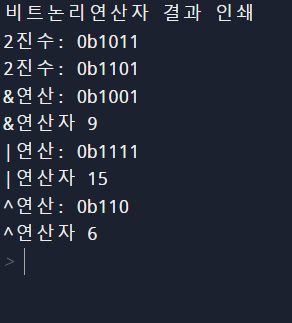 비트논리연산자 결과 인쇄
2진수: 0b1011
2진수: 0b1101
&연산: 0b1001
&연산자 9
|연산: 0b1111
|연산자 15
^연산: 0b110
^연산자 6
>